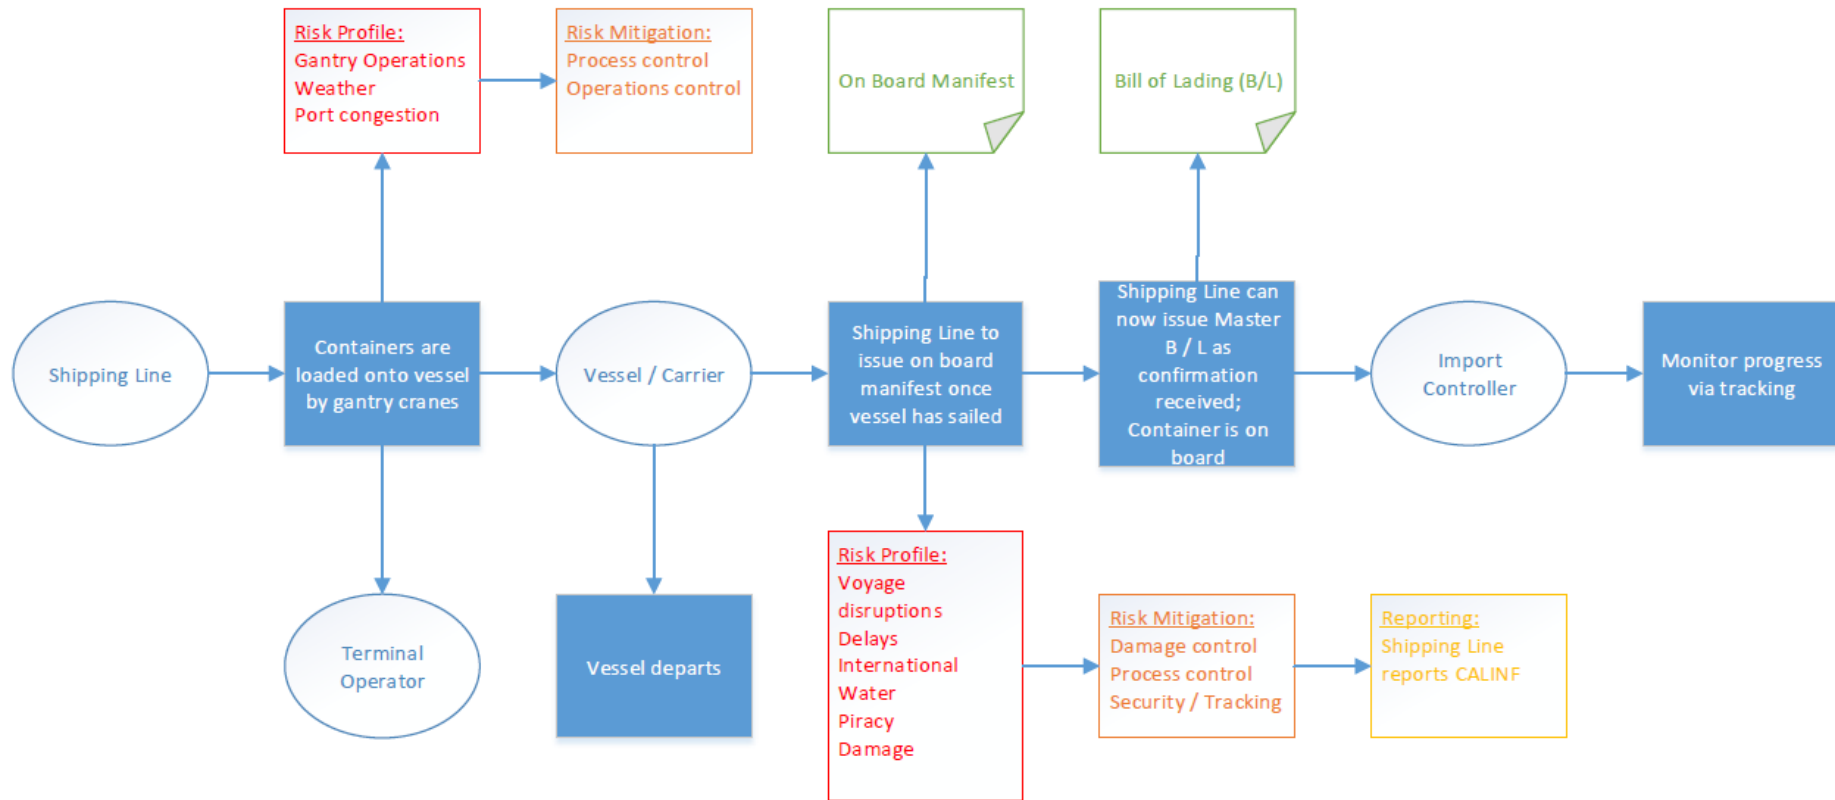 Risk Profile:
Gantry Operations
Weather
Port congestion
Risk Mitigation:
Process control
Operations control
On Board Manifest
Bill of Lading (B/L)
Shipping Line
Containers are
loaded onto vessel
by gantry cranes
Vessel / Carrier
Shipping Line to
issue on board
manifest once
vessel has sailed
Shipping Line can
now issue Master
B / L as
confirmation
received;
Container is on
board
Import
Controller
Monitor progress
via tracking
Terminal
Operator
Vessel departs
Risk Profile:
Voyage
disruptions
Delays
International
Water
Piracy
Damage
Risk Mitigation:
Damage control
Process control
Security / Tracking
Reporting:
Shipping Line
reports CALINF